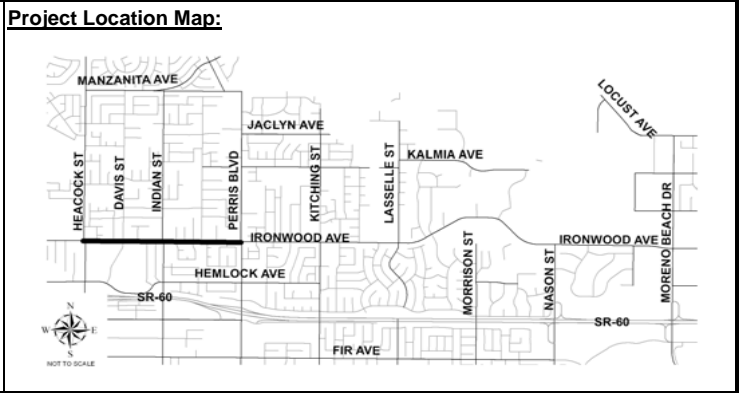 Project Location Map:
MANZANITA AVE
LOCUST AVE
JACLYN AVE
KALMIA AVE
HEACOCK ST
DAVIS ST
INDIAN ST
PERRIS BLVD
KITCHING ST
LASSELLE ST
MORENO BEACH DR
IRONWOOD AVE
IRONWOOD AVE
MORRISON ST
NASON ST
HEMLOCK AVE
SR-60
SR-60
FIR AVE
N
W
E
S
NOT TO SCALE